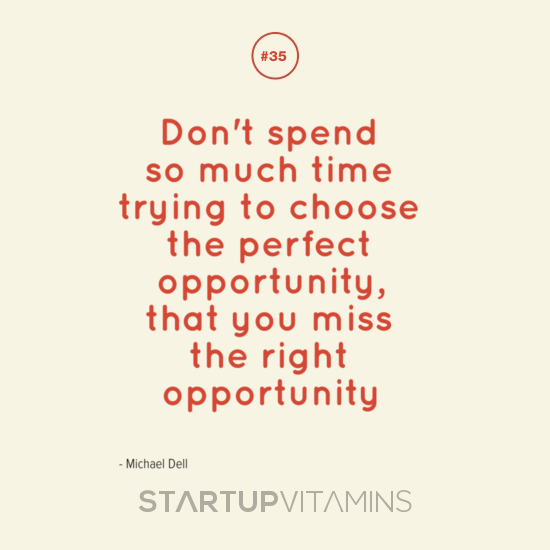 #35
Don't spend
so much time
trying to choose
the perfect
opportunity,
that you miss
the right
opportunity
- Michael Dell
STARTUPVITAMINS